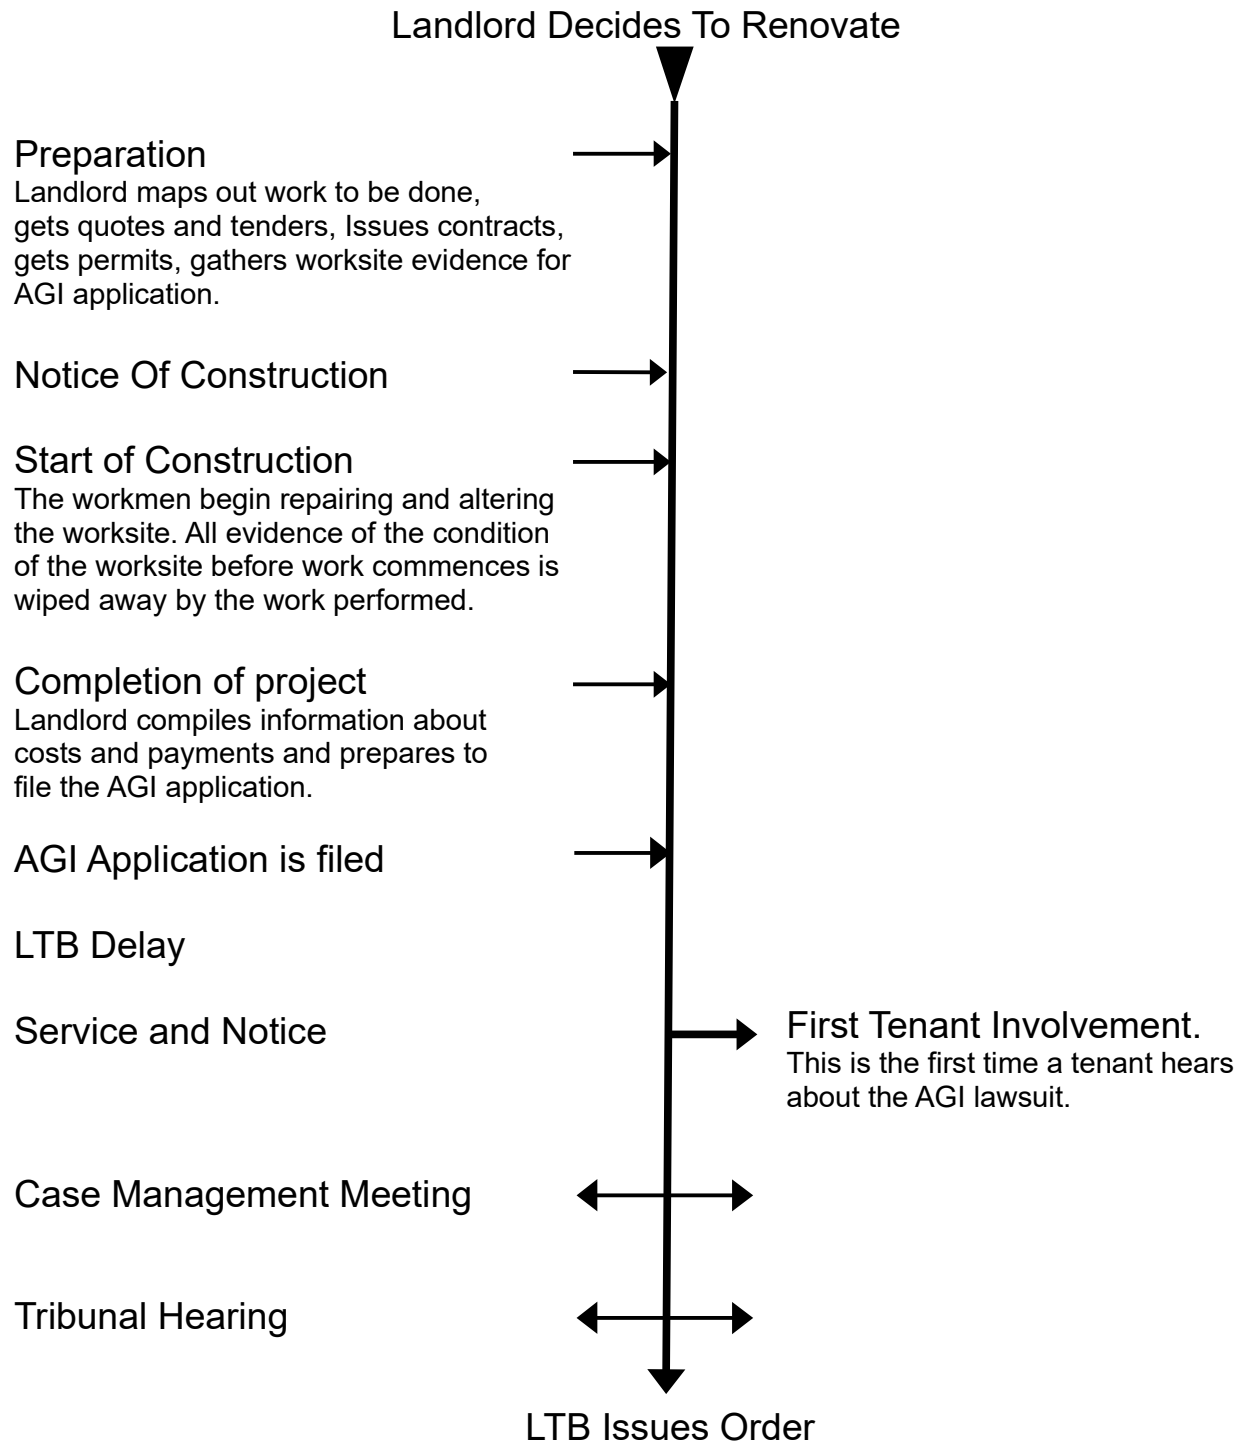 Landlord Decides To Renovate
Preparation
Landlord maps out work to be done,
gets quotes and tenders, Issues contracts,
gets permits, gathers worksite evidence for
AGI application.
Notice Of Construction
Start of Construction
The workmen begin repairing and altering
the worksite. All evidence of the condition
of the worksite before work commences is
wiped away by the work performed.
Completion of project
Landlord compiles information about
costs and payments and prepares to
file the AGI application.
AGI Application is filed
LTB Delay
Service and Notice
First Tenant Involvement.
This is the first time a tenant hears
about the AGI lawsuit.
Case Management Meeting
Tribunal Hearing
LTB Issues Order